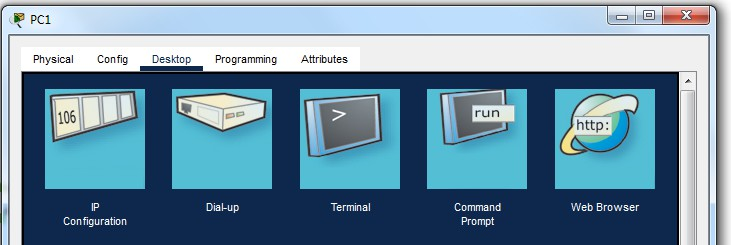 PC1
Physical Config Desktop Programming Attributes
106 > run http:
IP Configuration Dial-up Terminal Command Prompt Web Browser